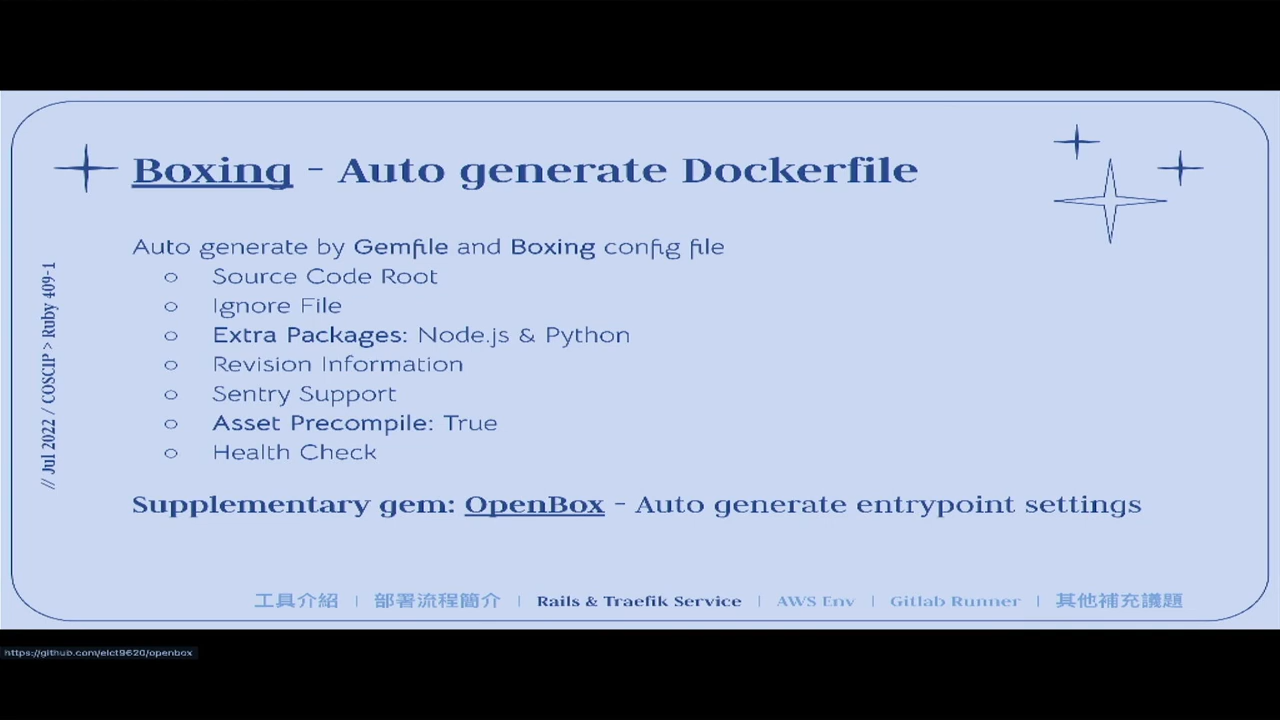 Boxing - Auto generate Dockerfile
Auto generate by Gemfile and Boxing config file
○ Source Code Root
○ Ignore File
○ Extra Packages: Node.js & Python
○ Revision Information
○ Sentry Support
○ Asset Precompile: True
○ Health Check
Supplementary gem: OpenBox - Auto generate entrypoint settings
// Jul 2022 / COSCIP > Ruby 409-1
工具介紹 | 部署流程簡介 | Rails & Traefik Service | AWS Env | Gitlab Runner | 其他補充議題
https://github.com/elct9620/openbox